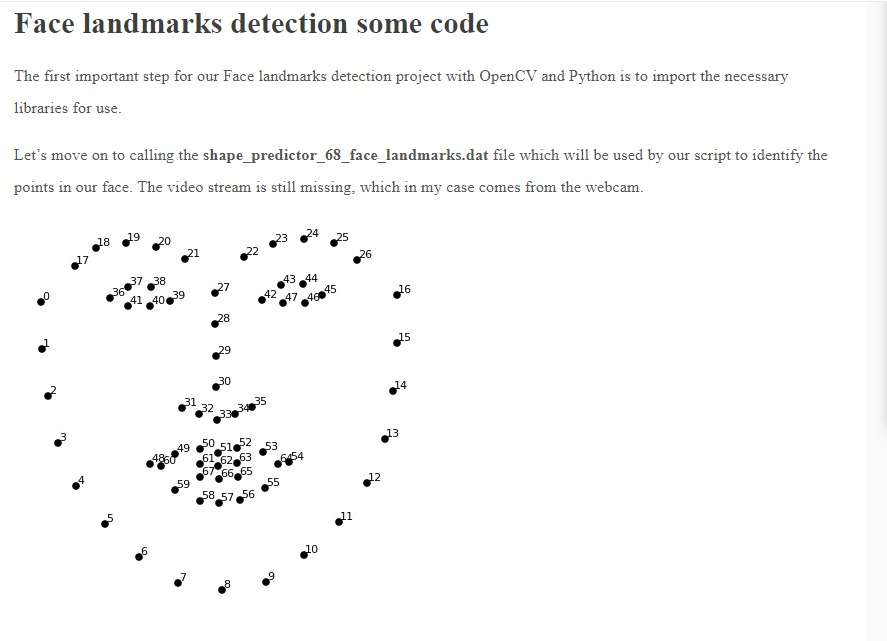 Face landmarks detection some code
The first important step for our Face landmarks detection project with OpenCV and Python is to import the necessary
libraries for use.
Let's move on to calling the shape_predictor_68_face_landmarks.dat file which will be used by our script to identify the
points in our face. The video stream is still missing, which in my case comes from the webcam.
18 19 20 23 24 25
17 21 22 26
37 38 27 43 44
0 36 41 40 39 42 47 46 45 16
28
1 29 15
2 30 14
31 32 33 34 35
3 13
49 50 51 52 53
48 60 61 62 63 64 54
67 66 65
4 59 55 12
58 57 56
5 11
6 10
7 8 9